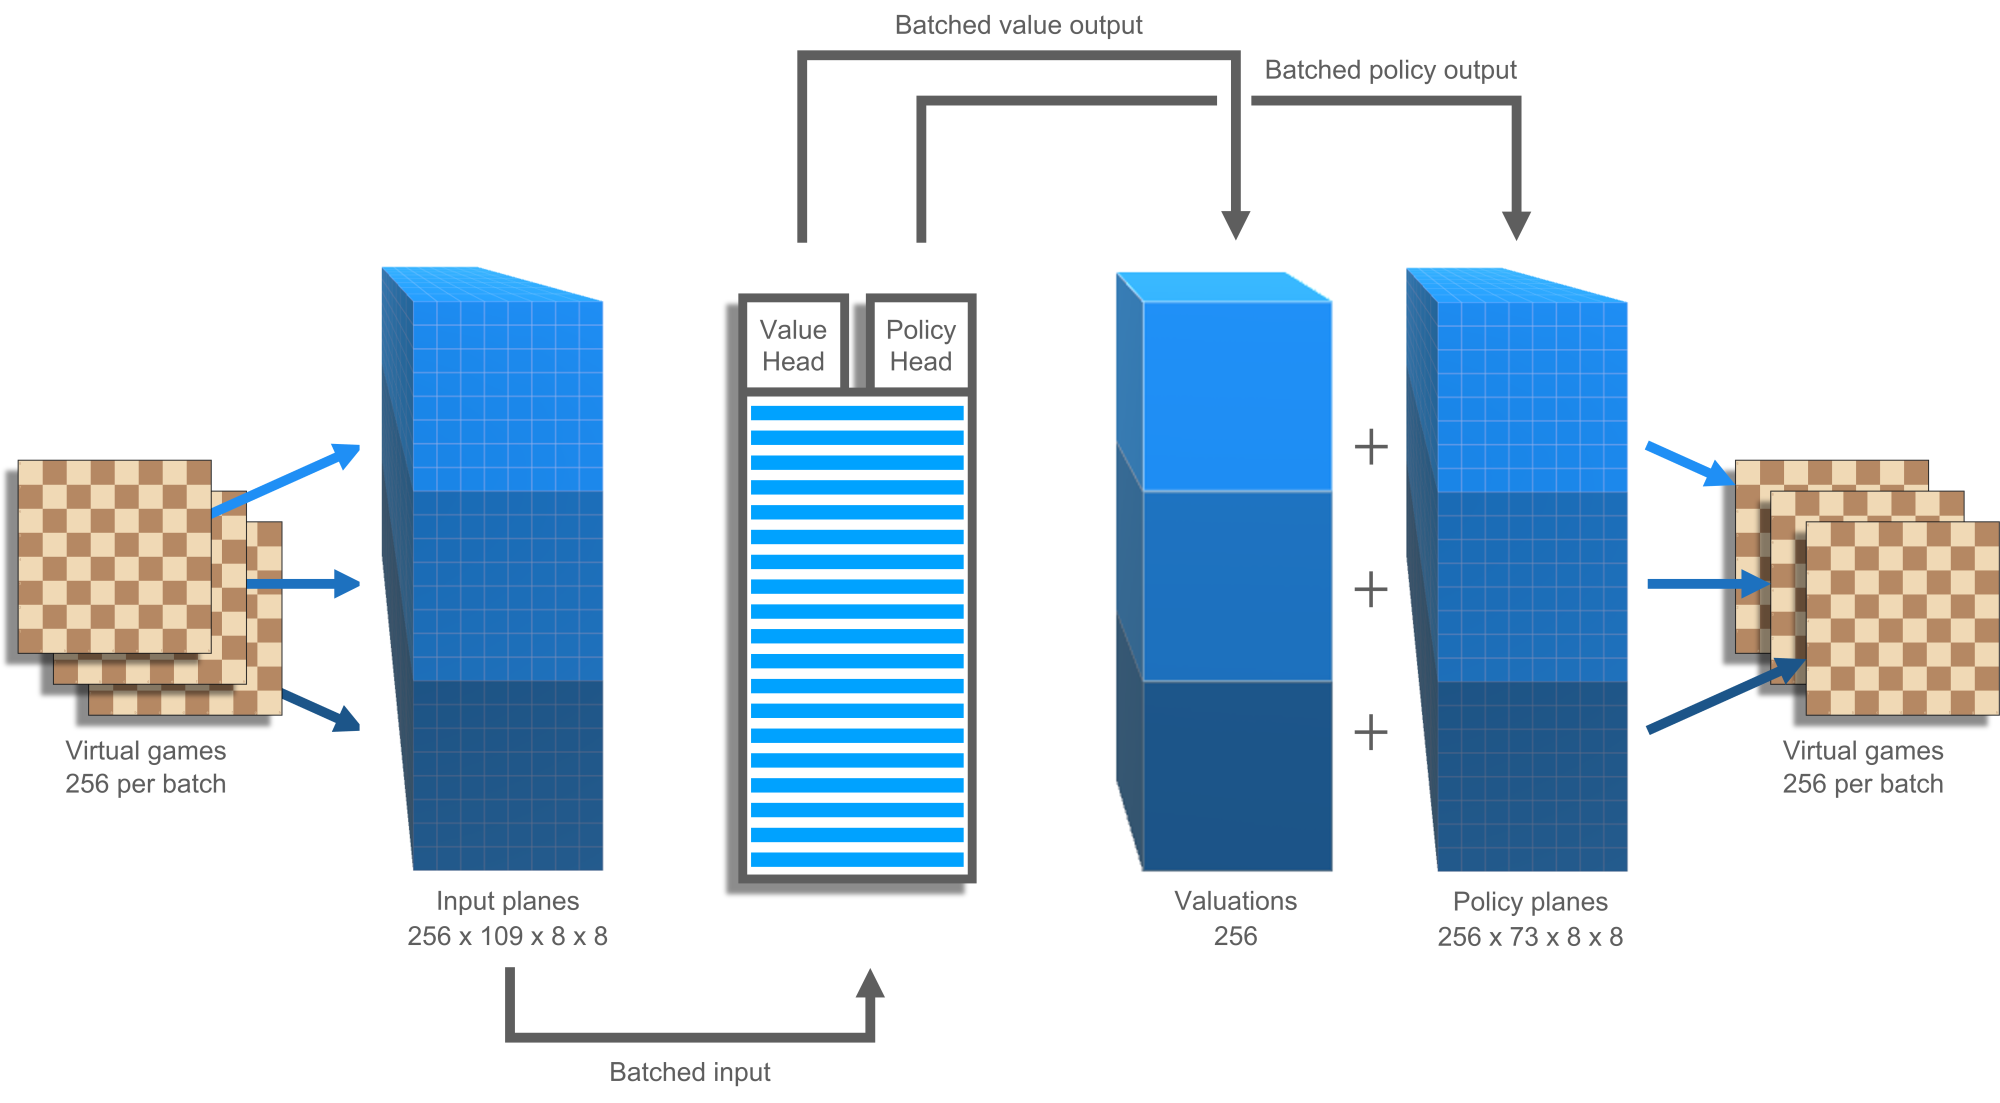 Batched value output
Batched policy output
Value
Head
Policy
Head
Virtual games
256 per batch
Input planes
256 x 109 x 8 x 8
Valuations
256
Policy planes
256 x 73 x 8 x 8
Virtual games
256 per batch
Batched input